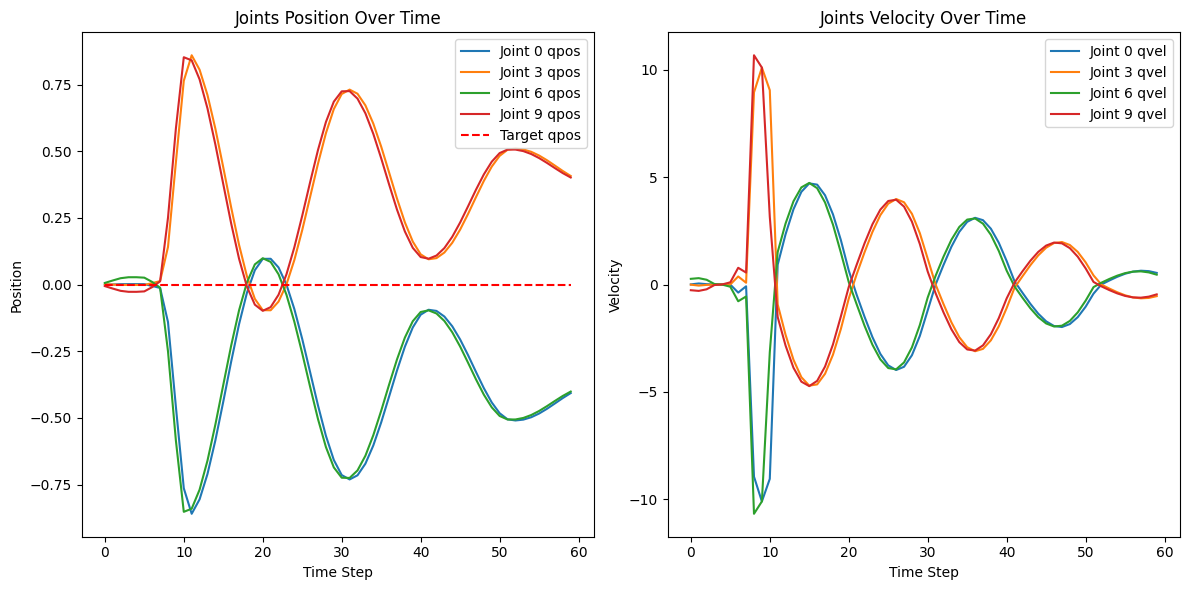 Joints Position Over Time
Position
0.75
0.50
0.25
0.00
−0.25
−0.50
−0.75
Joint 0 qpos
Joint 3 qpos
Joint 6 qpos
Joint 9 qpos
Target qpos
0 10 20 30 40 50 60
Time Step
Joints Velocity Over Time
Velocity
10
5
0
−5
−10
Joint 0 qvel
Joint 3 qvel
Joint 6 qvel
Joint 9 qvel
0 10 20 30 40 50 60
Time Step